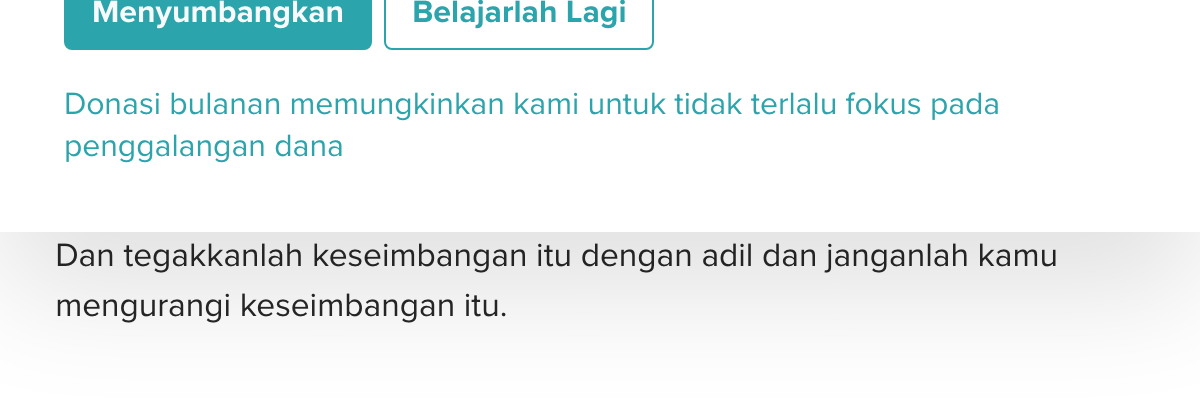 Menyumbangkan Belajarlah Lagi
Donasi bulanan memungkinkan kami untuk tidak terlalu fokus pada
penggalangan dana
Dan tegakkanlah keseimbangan itu dengan adil dan janganlah kamu
mengurangi keseimbangan itu.